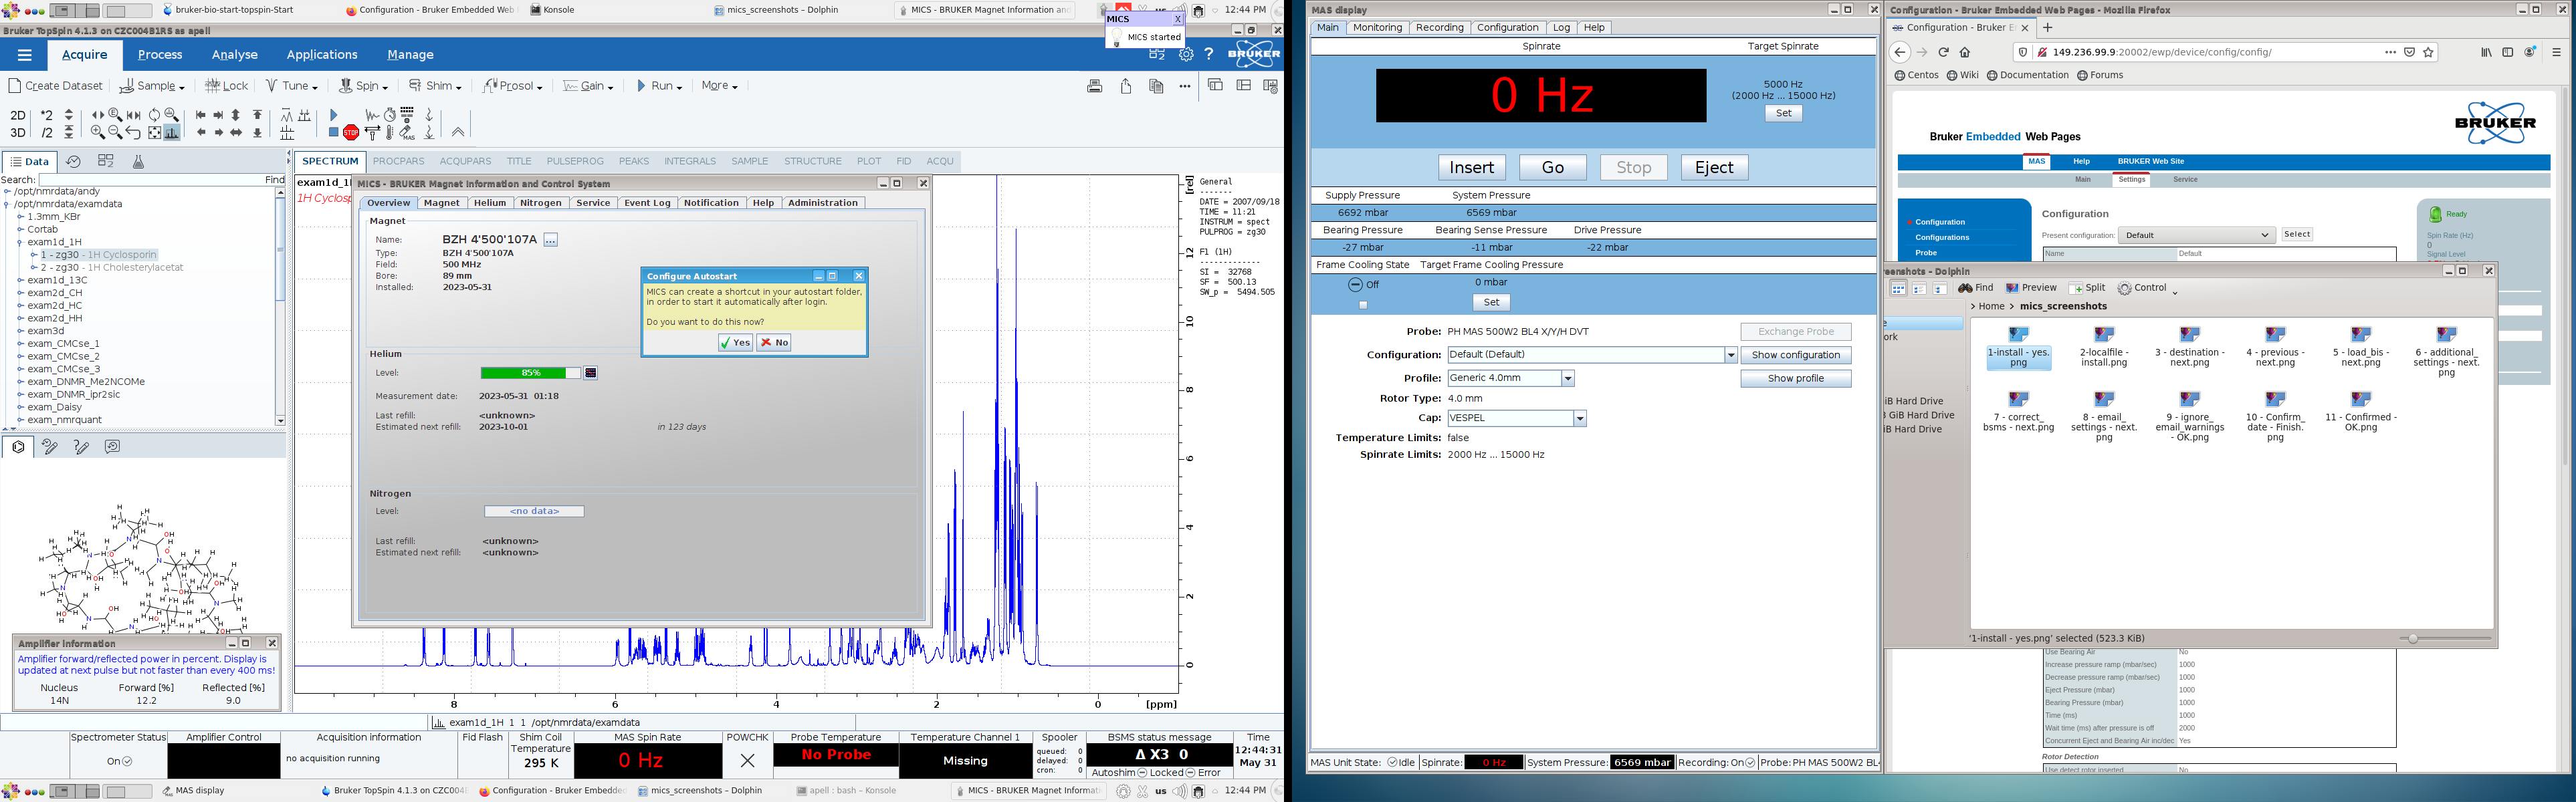 bruker-bio-start-topspin-Start
Configuration - Bruker Embedded Web
Konsole
mics_screenshots – Dolphin
MICS - BRUKER Magnet Information and
us
12:44 PM
MICS
X
MICS started
Bruker TopSpin 4.1.3 on CZC004B1RS as apell
Acquire
Process
Analyse
Applications
Manage
?
BRUKER
Create Dataset
Sample
Lock
Tune
Spin
Shim
Prosol
Gain
Run
More
2D
*2
3D
/2
STOP
MAS
Data
Search:
Find
/opt/nmrdata/andy
/opt/nmrdata/examdata
1.3mm_KBr
Cortab
exam1d_1H
1 - zg30 - 1H Cyclosporin
2 - zg30 - 1H Cholesterylacetat
exam1d_13C
exam2d_CH
exam2d_HC
exam2d_HH
exam3d
exam_CMCse_1
exam_CMCse_2
exam_CMCse_3
exam_DNMR_Me2NCOMe
exam_DNMR_ipr2sic
exam_Daisy
exam_nmrquant
SPECTRUM
PROCPARS
ACQUPARS
TITLE
PULSEPROG
PEAKS
INTEGRALS
SAMPLE
STRUCTURE
PLOT
FID
ACQU
exam1d_1H
1H Cyclosp
[rel]
12
10
8
6
4
2
0
General
-------
DATE = 2007/09/18
TIME = 11:21
INSTRUM = spect
PULPROG = zg30
F1 (1H)
-------------
SI = 32768
SF = 500.13
SW_p = 5494.505
8
6
4
2
0
[ppm]
MICS - BRUKER Magnet Information and Control System
Overview
Magnet
Helium
Nitrogen
Service
Event Log
Notification
Help
Administration
Magnet
Name: BZH 4'500'107A ...
Type: BZH 4'500'107A
Field: 500 MHz
Bore: 89 mm
Installed: 2023-05-31
Helium
Level: 85%
Measurement date: 2023-05-31 01:18
Last refill: <unknown>
Estimated next refill: 2023-10-01 in 123 days
Nitrogen
Level: <no data>
Last refill: <unknown>
Estimated next refill: <unknown>
Configure Autostart
MICS can create a shortcut in your autostart folder,
in order to start it automatically after login.
Do you want to do this now?
Yes
No
Amplifier information
Amplifier forward/reflected power in percent. Display is
updated at next pulse but not faster than every 400 ms!
Nucleus Forward [%] Reflected [%]
14N 12.2 9.0
exam1d_1H 1 1 /opt/nmrdata/examdata
Spectrometer Status
On
Amplifier Control
Acquisition information
no acquisition running
Fid Flash
Shim Coil
Temperature
295 K
MAS Spin Rate
0 Hz
POWCHK
Probe Temperature
No Probe
Temperature Channel 1
Missing
Spooler
queued: 0
delayed: 0
cron: 0
BSMS status message
Δ X3 0
Autoshim Locked Error
Time
12:44:31
May 31
MAS display
Bruker TopSpin 4.1.3 on CZC004
Configuration - Bruker Embedded
mics_screenshots – Dolphin
apell : bash – Konsole
MICS - BRUKER Magnet Informat
us
12:44 PM
MAS display
Main
Monitoring
Recording
Configuration
Log
Help
Spinrate
Target Spinrate
0 Hz
5000 Hz
(2000 Hz ... 15000 Hz)
Set
Insert
Go
Stop
Eject
Supply Pressure System Pressure
6692 mbar 6569 mbar
Bearing Pressure Bearing Sense Pressure Drive Pressure
-27 mbar -11 mbar -22 mbar
Frame Cooling State Target Frame Cooling Pressure
Off 0 mbar
Set
Probe: PH MAS 500W2 BL4 X/Y/H DVT
Exchange Probe
Configuration: Default (Default)
Show configuration
Profile: Generic 4.0mm
Show profile
Rotor Type: 4.0 mm
Cap: VESPEL
Temperature Limits: false
Spinrate Limits: 2000 Hz ... 15000 Hz
MAS Unit State: Idle
Spinrate: 0 Hz
System Pressure: 6569 mbar
Recording: On
Probe: PH MAS 500W2 BL
Configuration - Bruker Embedded Web Pages - Mozilla Firefox
Configuration - Bruker E
149.236.99.9:20002/ewp/device/config/config/
Centos
Wiki
Documentation
Forums
BRUKER
Bruker Embedded Web Pages
MAS
Help
BRUKER Web Site
Main
Settings
Service
Configuration
Configurations
Probe
Configuration
Present configuration: Default
Select
Name Default
Ready
Spin Rate (Hz)
0
Signal Level
eenshots – Dolphin
Find
Preview
Split
Control
> Home > mics_screenshots
ork
iB Hard Drive
GiB Hard Drive
iB Hard Drive
1-install - yes.
png
2-localfile -
install.png
3 - destination -
next.png
4 - previous -
next.png
5 - load_bis -
next.png
6 - additional_
settings - next.
png
7 - correct_
bsms - next.png
8 - email_
settings - next.
png
9 - ignore_
email_warnings
- OK.png
10 - Confirm_
date - Finish.
png
11 - Confirmed -
OK.png
'1-install - yes.png' selected (523.3 KiB)
Use Bearing Air No
Increase pressure ramp (mbar/sec) 1000
Decrease pressure ramp (mbar/sec) 1000
Eject Pressure (mbar) 1000
Bearing Pressure (mbar) 1000
Time (ms) 1000
Wait time (ms) after pressure is off 2000
Concurrent Eject and Bearing Air inc/dec Yes
Rotor Detection
Use detect rotor inserted No